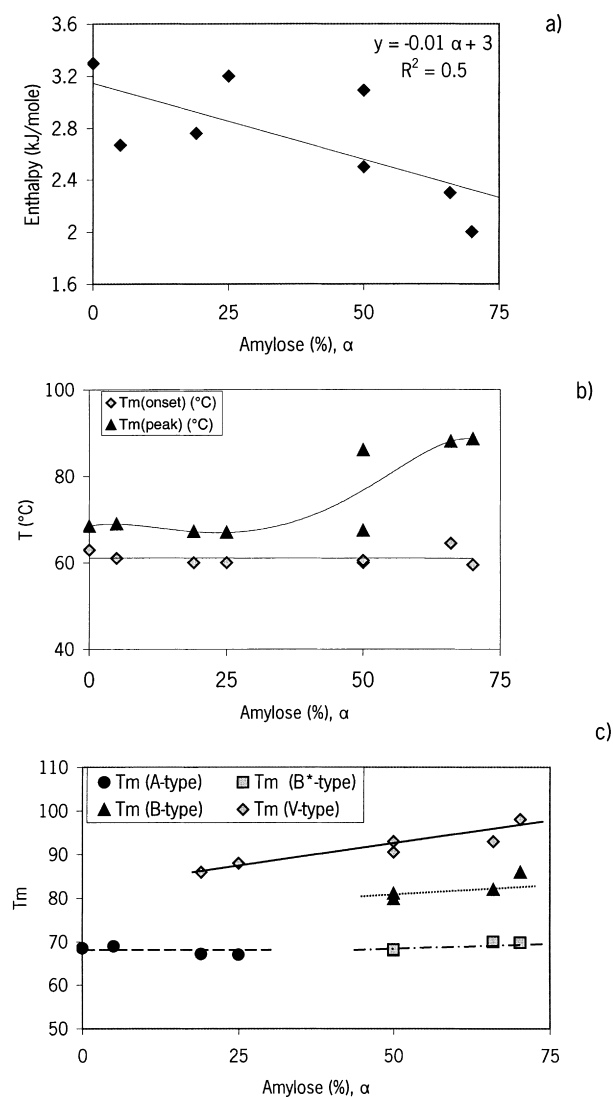 a)
3.6
3.2
2.8
2.4
2
1.6
Enthalpy (kJ/mole)
y = -0.01 α + 3
R² = 0.5
0 25 50 75
Amylose (%), α
b)
100
80
60
40
T (°C)
Tm(onset) (°C)
Tm(peak) (°C)
0 25 50 75
Amylose (%), α
c)
110
100
90
80
70
60
50
Tm
Tm (A-type) Tm (B*-type)
Tm (B-type) Tm (V-type)
0 25 50 75
Amylose (%), α